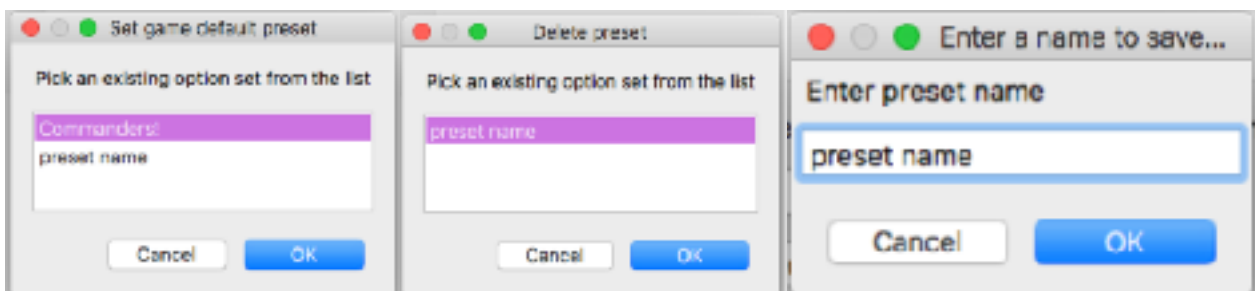 Set game default preset
Pick an existing option set from the list
Commanders!
preset name
Cancel
OK
Delete preset
Pick an existing option set from the list
preset name
Cancel
OK
Enter a name to save...
Enter preset name
preset name
Cancel
OK